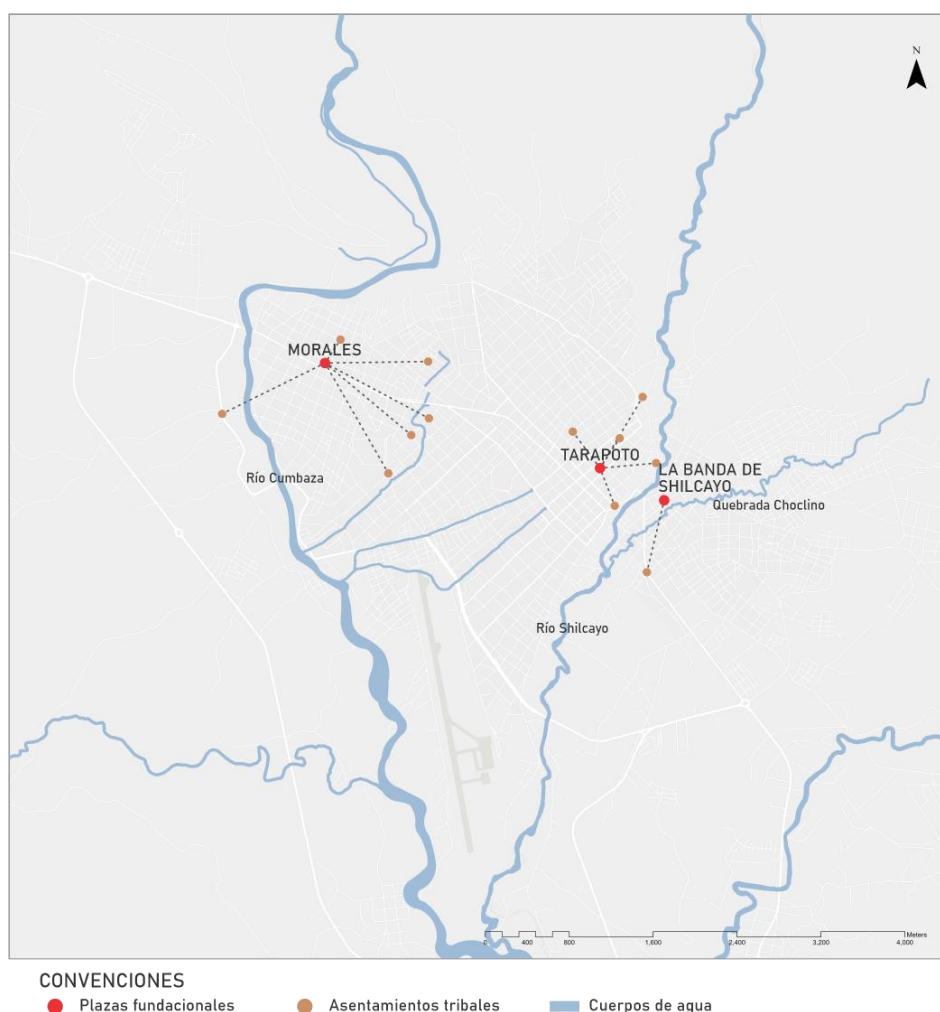 N
MORALES
TARAPOTO
LA BANDA DE
SHILCAYO
Río Cumbaza
Quebrada Choclino
Río Shilcayo
Meters
0 400 800 1,600 2,400 3,200 4,000
CONVENCIONES
Plazas fundacionales Asentamientos tribales Cuerpos de agua